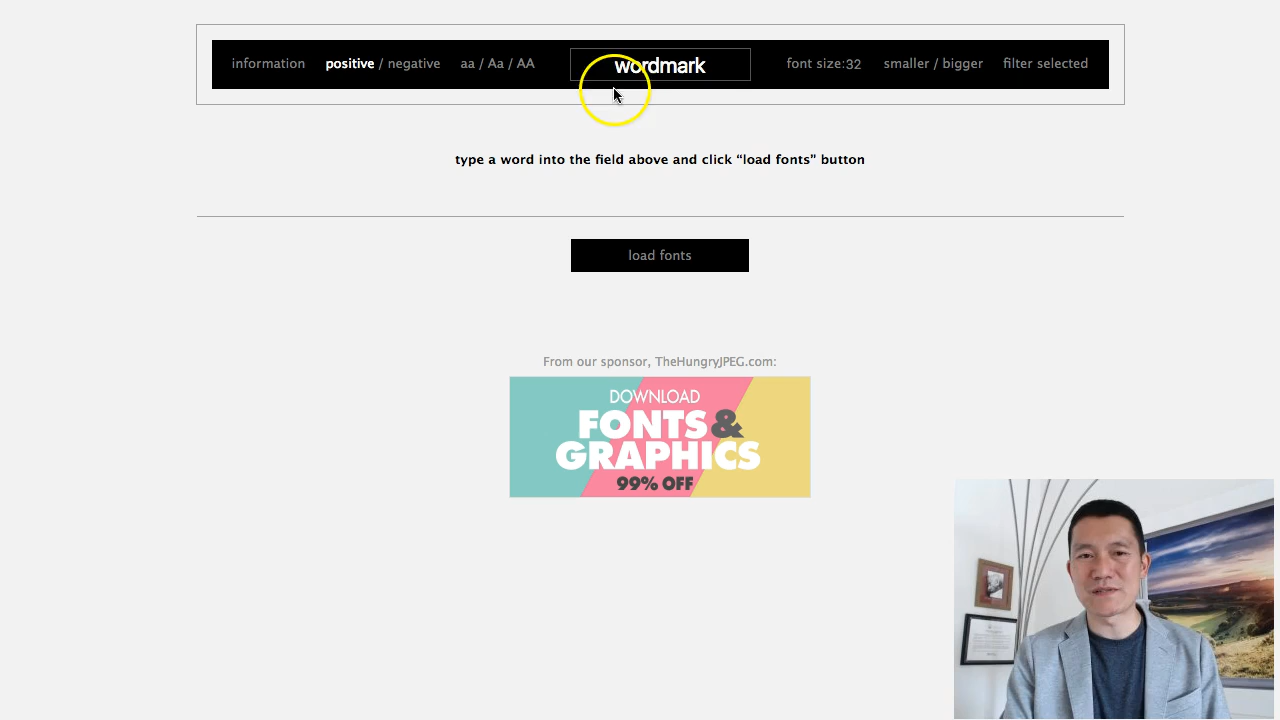 information positive / negative aa / Aa / AA wordmark font size:32 smaller / bigger filter selected
type a word into the field above and click “load fonts” button
load fonts
From our sponsor, TheHungryJPEG.com:
DOWNLOAD
FONTS &
GRAPHICS
99% OFF